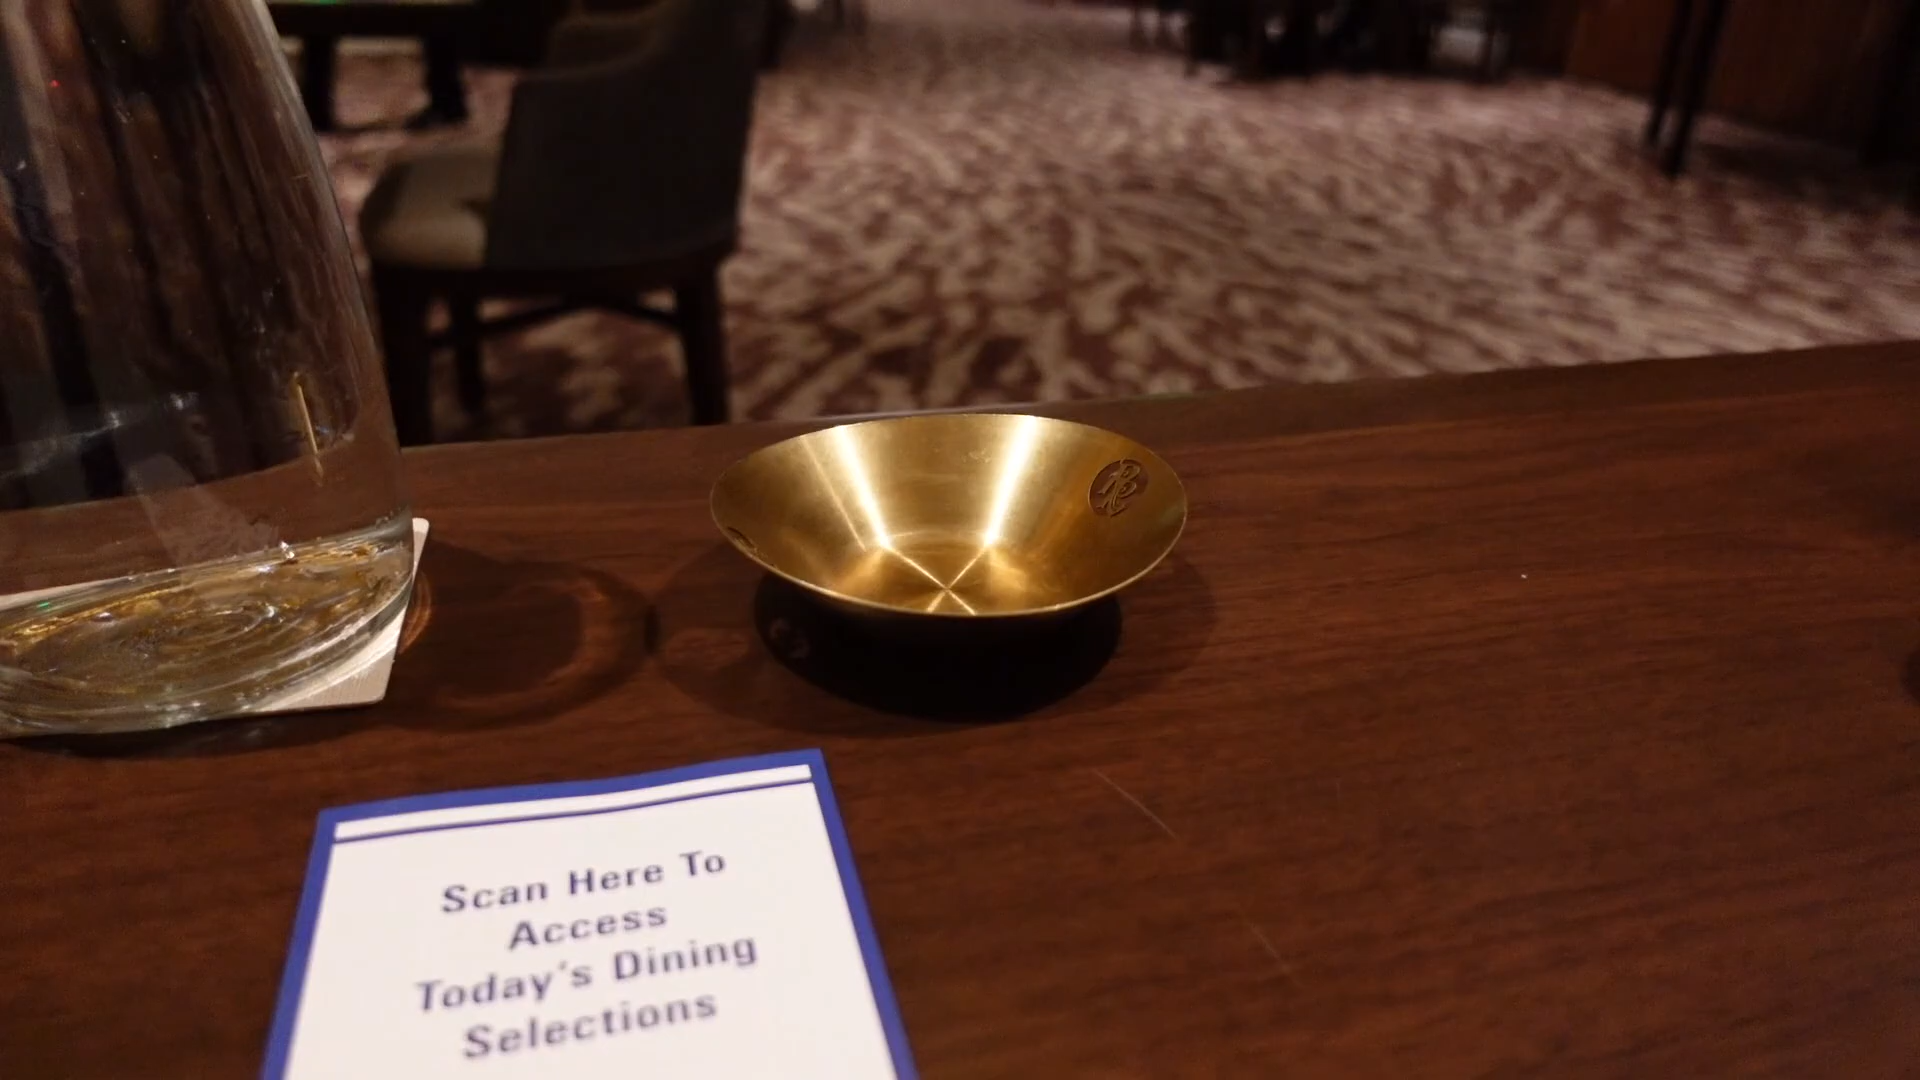 Scan Here To
Access
Today's Dining
Selections